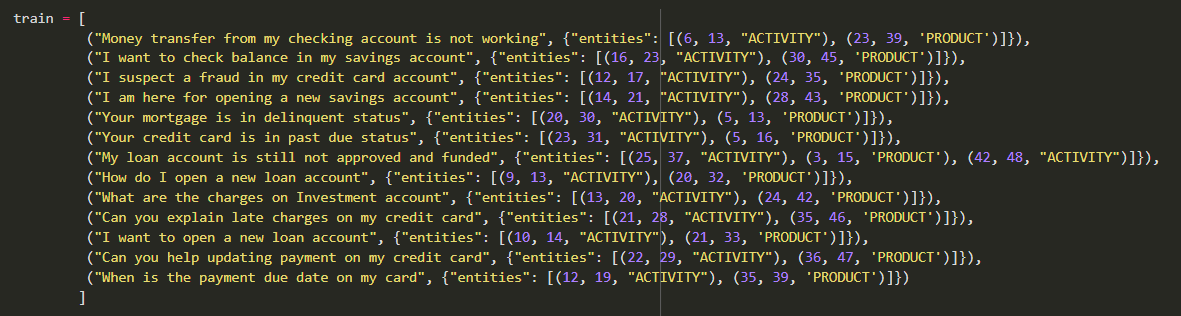 train = [
("Money transfer from my checking account is not working", {"entities": [(6, 13, "ACTIVITY"), (23, 39, 'PRODUCT')]}),
("I want to check balance in my savings account", {"entities": [(16, 23, "ACTIVITY"), (30, 45, 'PRODUCT')]}),
("I suspect a fraud in my credit card account", {"entities": [(12, 17, "ACTIVITY"), (24, 35, 'PRODUCT')]}),
("I am here for opening a new savings account", {"entities": [(14, 21, "ACTIVITY"), (28, 43, 'PRODUCT')]}),
("Your mortgage is in delinquent status", {"entities": [(20, 30, "ACTIVITY"), (5, 13, 'PRODUCT')]}),
("Your credit card is in past due status", {"entities": [(23, 31, "ACTIVITY"), (5, 16, 'PRODUCT')]}),
("My loan account is still not approved and funded", {"entities": [(25, 37, "ACTIVITY"), (3, 15, 'PRODUCT'), (42, 48, "ACTIVITY")]}),
("How do I open a new loan account", {"entities": [(9, 13, "ACTIVITY"), (20, 32, 'PRODUCT')]}),
("What are the charges on Investment account", {"entities": [(13, 20, "ACTIVITY"), (24, 42, 'PRODUCT')]}),
("Can you explain late charges on my credit card", {"entities": [(21, 28, "ACTIVITY"), (35, 46, 'PRODUCT')]}),
("I want to open a new loan account", {"entities": [(10, 14, "ACTIVITY"), (21, 33, 'PRODUCT')]}),
("Can you help updating payment on my credit card", {"entities": [(22, 29, "ACTIVITY"), (36, 47, 'PRODUCT')]}),
("When is the payment due date on my card", {"entities": [(12, 19, "ACTIVITY"), (35, 39, 'PRODUCT')]})
]